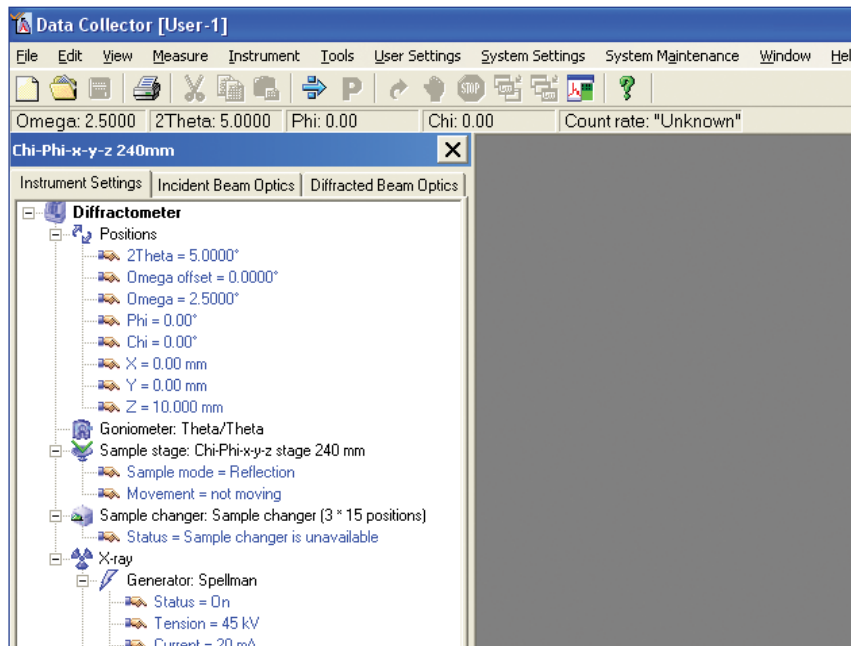 Data Collector [User-1]
File Edit View Measure Instrument Tools User Settings System Settings System Maintenance Window Hel
P STOP ?
Omega: 2.5000 2Theta: 5.0000 Phi: 0.00 Chi: 0.00 Count rate: "Unknown"
Chi-Phi-x-y-z 240mm
Instrument Settings Incident Beam Optics Diffracted Beam Optics
Diffractometer
Positions
2Theta = 5.0000°
Omega offset = 0.0000°
Omega = 2.5000°
Phi = 0.00°
Chi = 0.00°
X = 0.00 mm
Y = 0.00 mm
Z = 10.000 mm
Goniometer: Theta/Theta
Sample stage: Chi-Phi-x-y-z stage 240 mm
Sample mode = Reflection
Movement = not moving
Sample changer: Sample changer (3 * 15 positions)
Status = Sample changer is unavailable
X-ray
Generator: Spellman
Status = On
Tension = 45 kV
Current = 20 mA